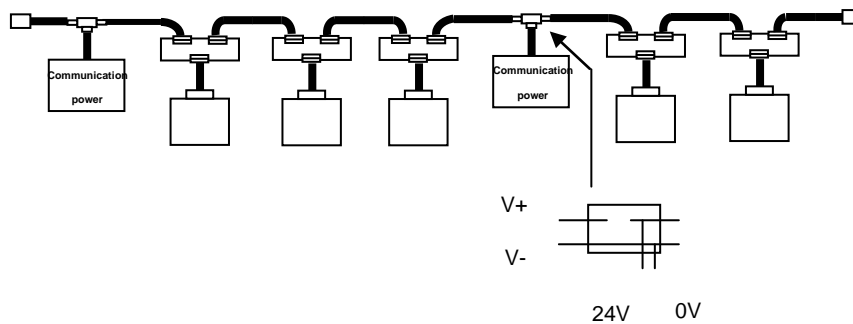 Communication
power
Communication
power
V+
V-
24V 0V